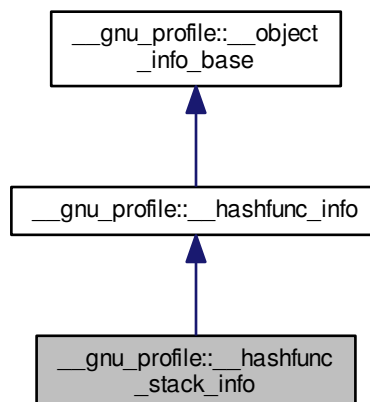 __gnu_profile::__object
_info_base
__gnu_profile::__hashfunc_info
__gnu_profile::__hashfunc
_stack_info